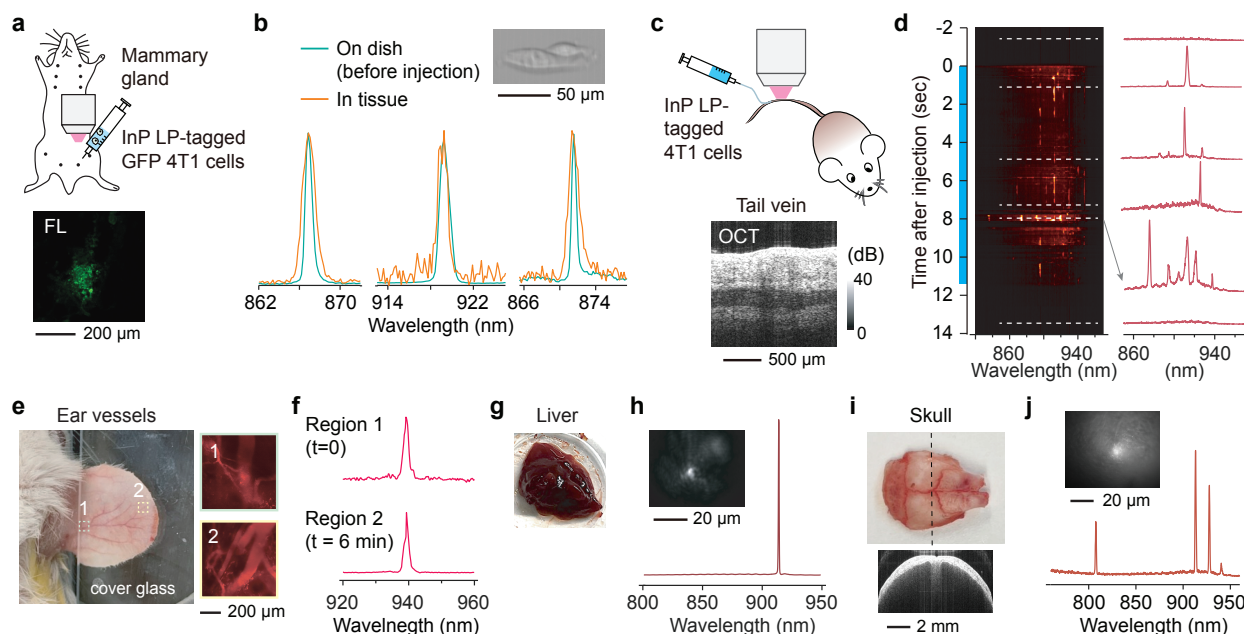 a
Mammary
gland
InP LP-tagged
GFP 4T1 cells
FL
200 µm
b
On dish
(before injection)
In tissue
50 µm
862 870 914 922 866 874
Wavelength (nm)
c
InP LP-
tagged
4T1 cells
Tail vein
OCT
(dB)
40
0
500 µm
d
Time after injection (sec)
-2
0
2
4
6
8
10
12
14
860 940 860 940
Wavelength (nm) (nm)
e
Ear vessels
1
2
cover glass
1
2
200 µm
f
Region 1
(t=0)
Region 2
(t = 6 min)
920 940 960
Wavelnegth (nm)
g
Liver
h
20 µm
800 850 900 950
Wavelength (nm)
i
Skull
2 mm
j
20 µm
800 850 900 950
Wavelength (nm)